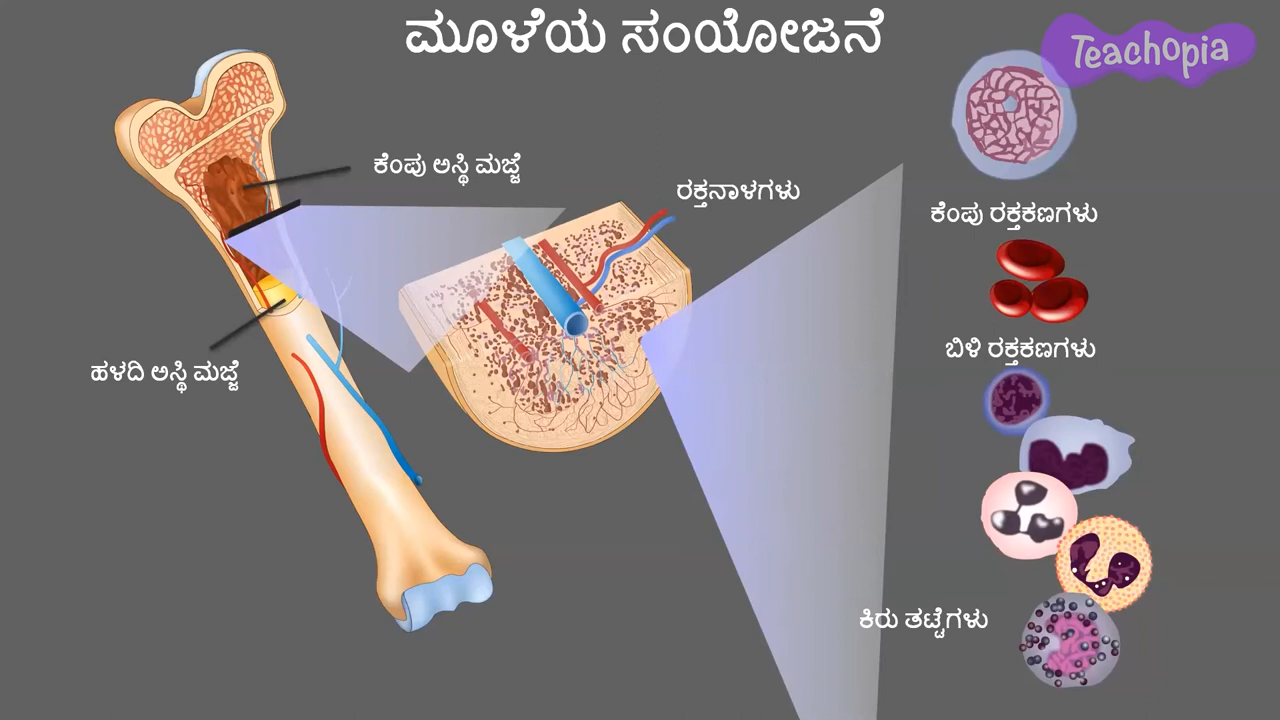 ಮೂಳೆಯ ಸಂಯೋಜನೆ
Teachopia
ಕೆಂಪು ಅಸ್ಥಿ ಮಜ್ಜೆ
ರಕ್ತನಾಳಗಳು
ಕೆಂಪು ರಕ್ತಕಣಗಳು
ಬಿಳಿ ರಕ್ತಕಣಗಳು
ಹಳದಿ ಅಸ್ಥಿ ಮಜ್ಜೆ
ಕಿರು ತಟ್ಟೆಗಳು